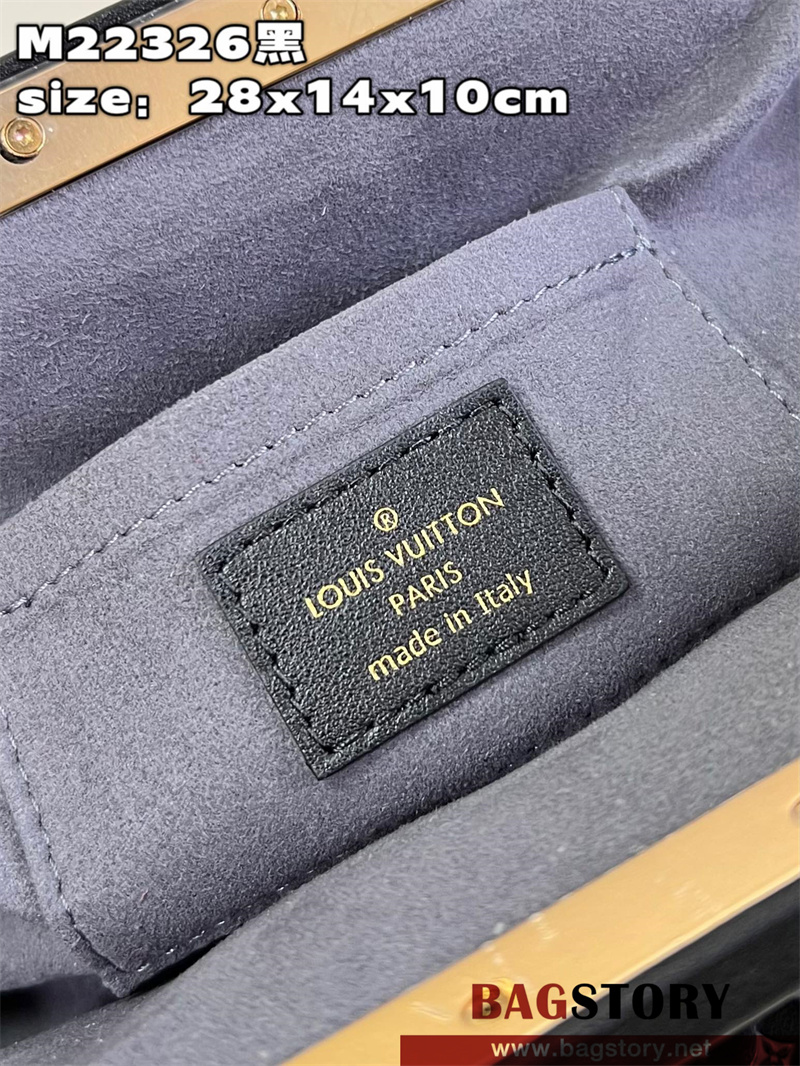 M22326黑
size：28x14x10cm
®
LOUIS VUITTON
PARIS
made in Italy
BAGSTORY
www.bagstory.net